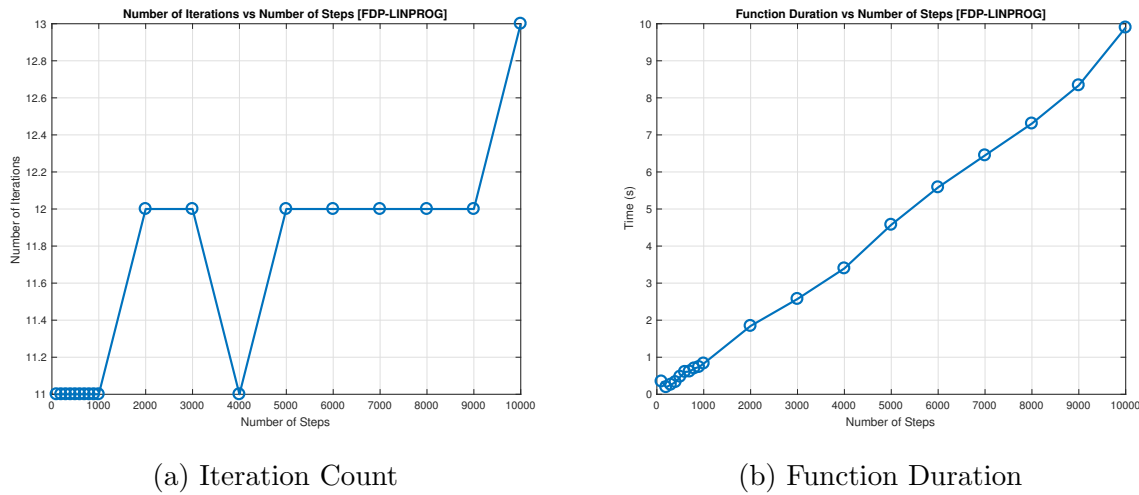 Number of Iterations vs Number of Steps [FDP-LINPROG]
13
12.8
12.6
12.4
12.2
12
11.8
11.6
11.4
11.2
11
0 1000 2000 3000 4000 5000 6000 7000 8000 9000 10000
Number of Iterations
Number of Steps
(a) Iteration Count
Function Duration vs Number of Steps [FDP-LINPROG]
10
9
8
7
6
5
4
3
2
1
0
0 1000 2000 3000 4000 5000 6000 7000 8000 9000 10000
Time (s)
Number of Steps
(b) Function Duration